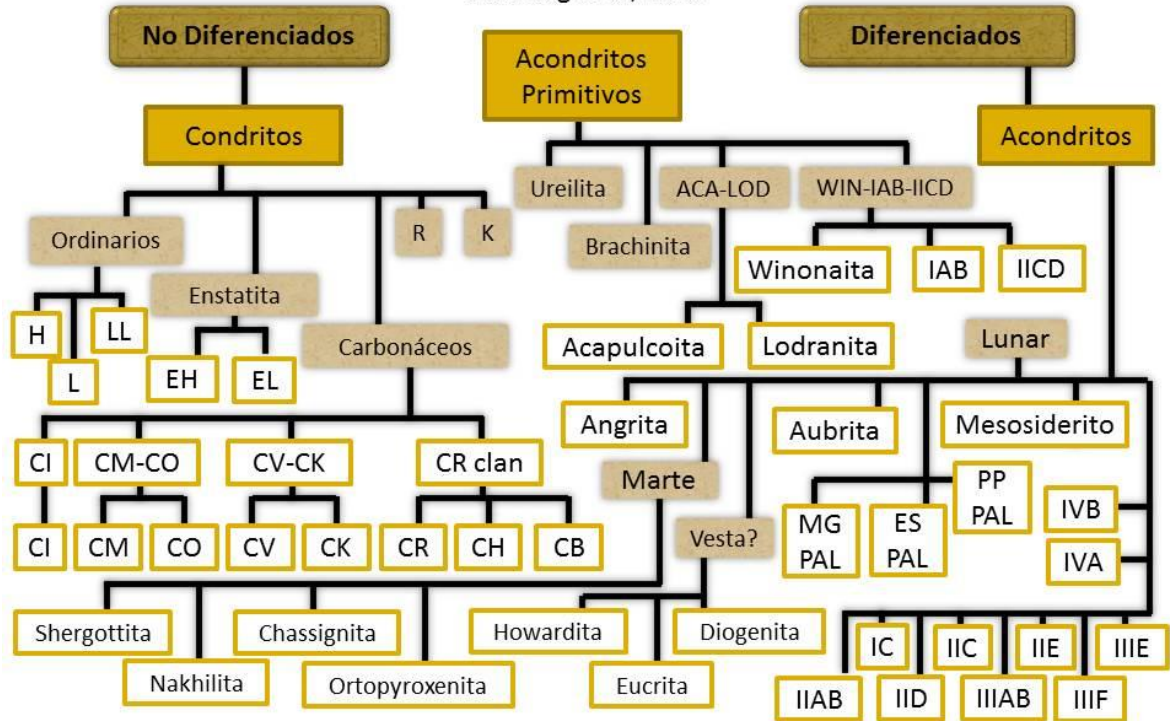 No Diferenciados
Diferenciados
Acondritos
Primitivos
Condritos
Acondritos
Ureilita
ACA-LOD
WIN-IAB-IICD
Ordinarios
R
K
Brachinita
Winonaita
IAB
IICD
Enstatita
H
LL
L
Carbonáceos
Acapulcoita
Lodranita
Lunar
EH
EL
Angrita
Aubrita
Mesosiderito
CI
CM-CO
CV-CK
CR clan
Marte
PP
PAL
MG
PAL
ES
PAL
IVB
CI
CM
CO
CV
CK
CR
CH
CB
Vesta?
IVA
Shergottita
Chassignita
Howardita
Diogenita
IC
IIC
IIE
IIIE
Nakhilita
Ortopyroxenita
Eucrita
IIAB
IID
IIIAB
IIIF